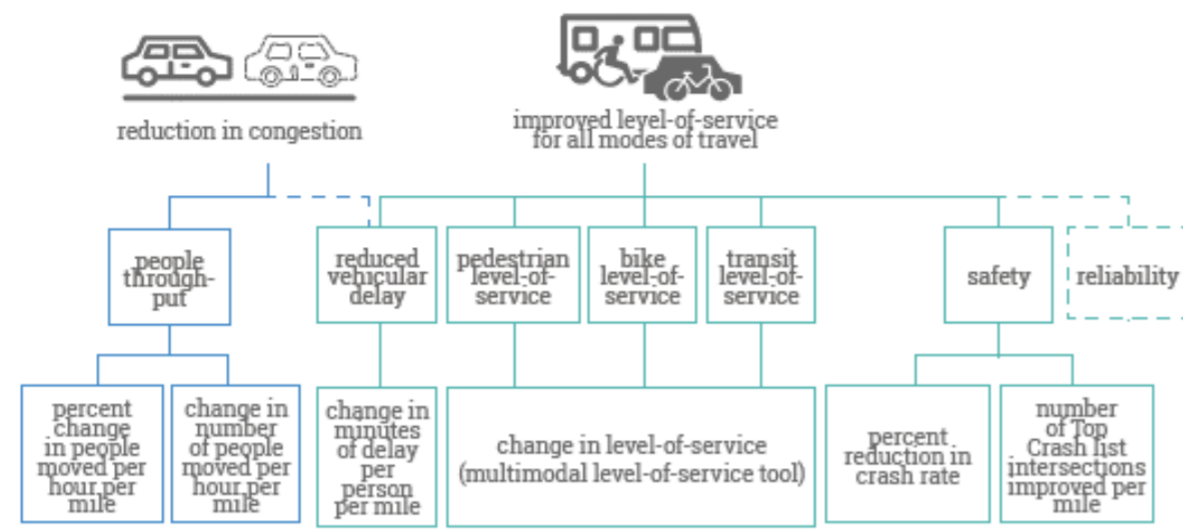 reduction in congestion
improved level-of-service
for all modes of travel
people
through-
put
reduced
vehicular
delay
pedestrian
level-of-
service
bike
level-of-
service
transit
level-of-
service
safety
reliability
percent
change
in people
moved per
hour per
mile
change in
number
of people
moved per
hour per
mile
change in
minutes
of delay
per
person
per mile
change in level-of-service
(multimodal level-of-service tool)
percent
reduction in
crash rate
number
of Top
Crash list
intersections
improved per
mile